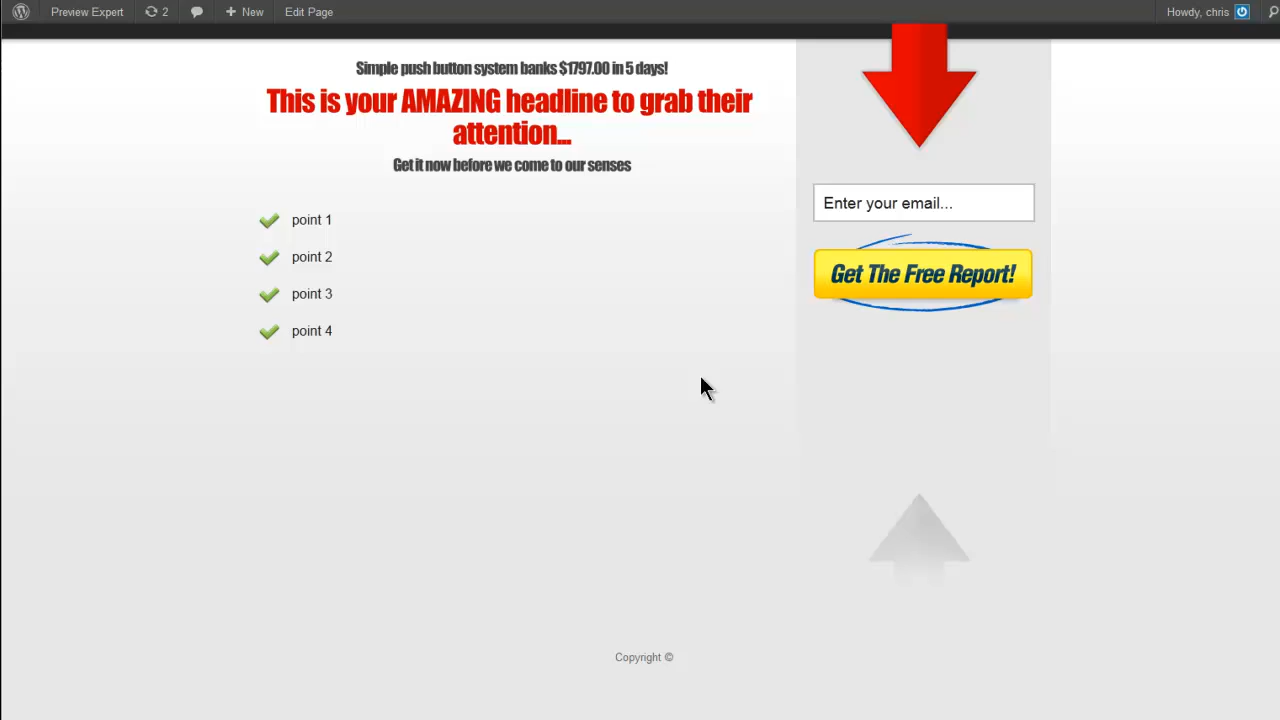 Preview Expert 2 New Edit Page Howdy, chris
Simple push button system banks $1797.00 in 5 days!
This is your AMAZING headline to grab their
attention...
Get it now before we come to our senses
point 1
point 2
point 3
point 4
Enter your email...
Get The Free Report!
Copyright ©